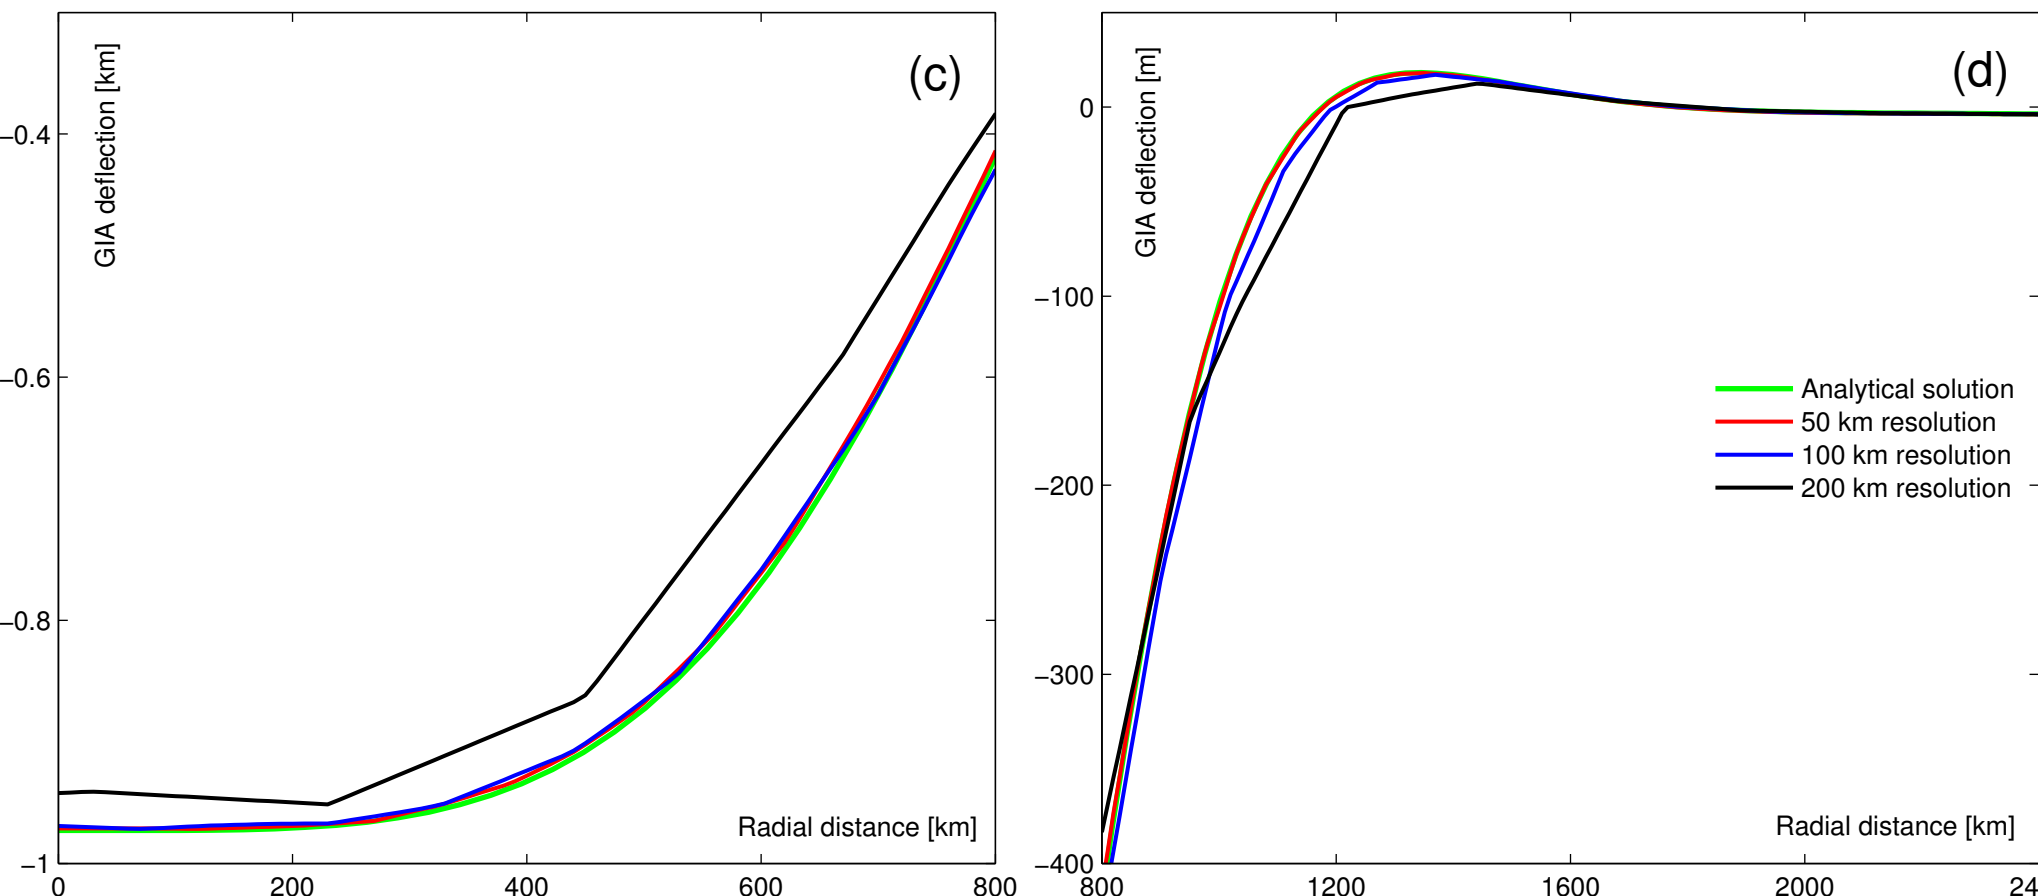 GIA deflection [km]
(c)
−0.4
−0.6
−0.8
−1
Radial distance [km]
0 200 400 600 800
GIA deflection [m]
(d)
0
−100
−200
−300
−400
Analytical solution
50 km resolution
100 km resolution
200 km resolution
Radial distance [km]
800 1200 1600 2000